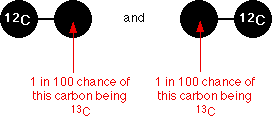 12C and 12C
1 in 100 chance of
this carbon being
13C
1 in 100 chance of
this carbon being
13C